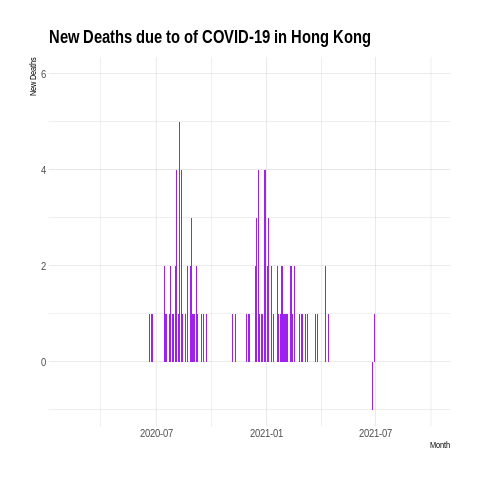 New Deaths due to of COVID-19 in Hong Kong
New Deaths
6
4
2
0
2020-07
2021-01
2021-07
Month